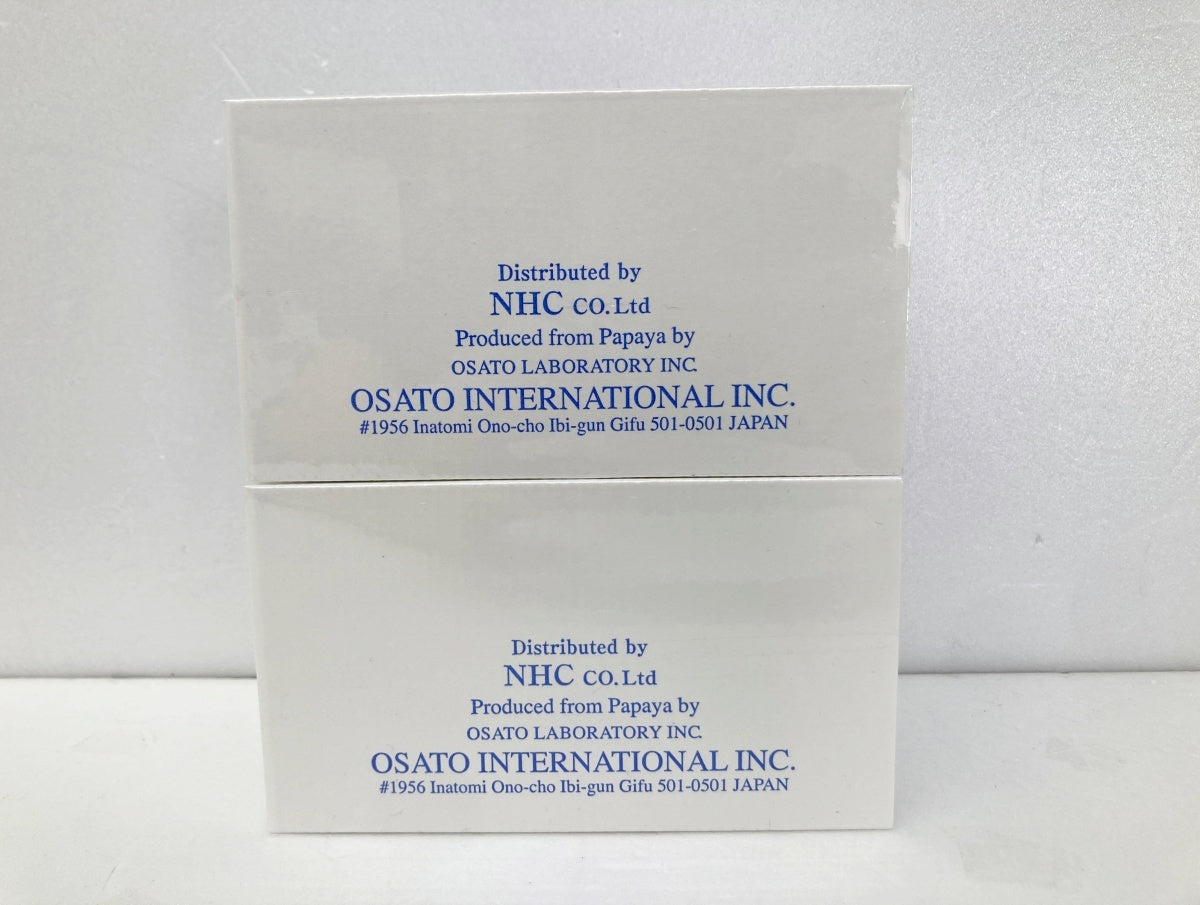 Distributed by
NHC CO.Ltd
Produced from Papaya by
OSATO LABORATORY INC.
OSATO INTERNATIONAL INC.
#1956 Inatomi Ono-cho Ibi-gun Gifu 501-0501 JAPAN
Distributed by
NHC CO.Ltd
Produced from Papaya by
OSATO LABORATORY INC.
OSATO INTERNATIONAL INC.
#1956 Inatomi Ono-cho Ibi-gun Gifu 501-0501 JAPAN